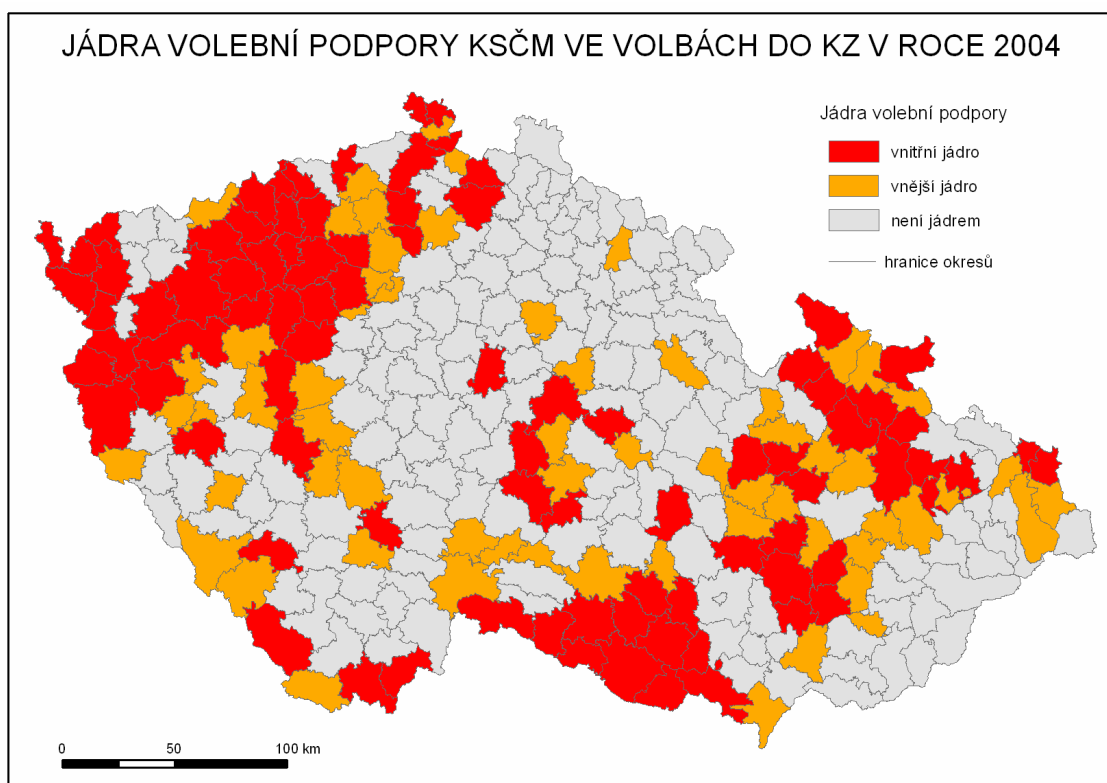 JÁDRA VOLEBNÍ PODPORY KSČM VE VOLBÁCH DO KZ V ROCE 2004
Jádra volební podpory
vnitřní jádro
vnější jádro
není jádrem
hranice okresů
0 50 100 km